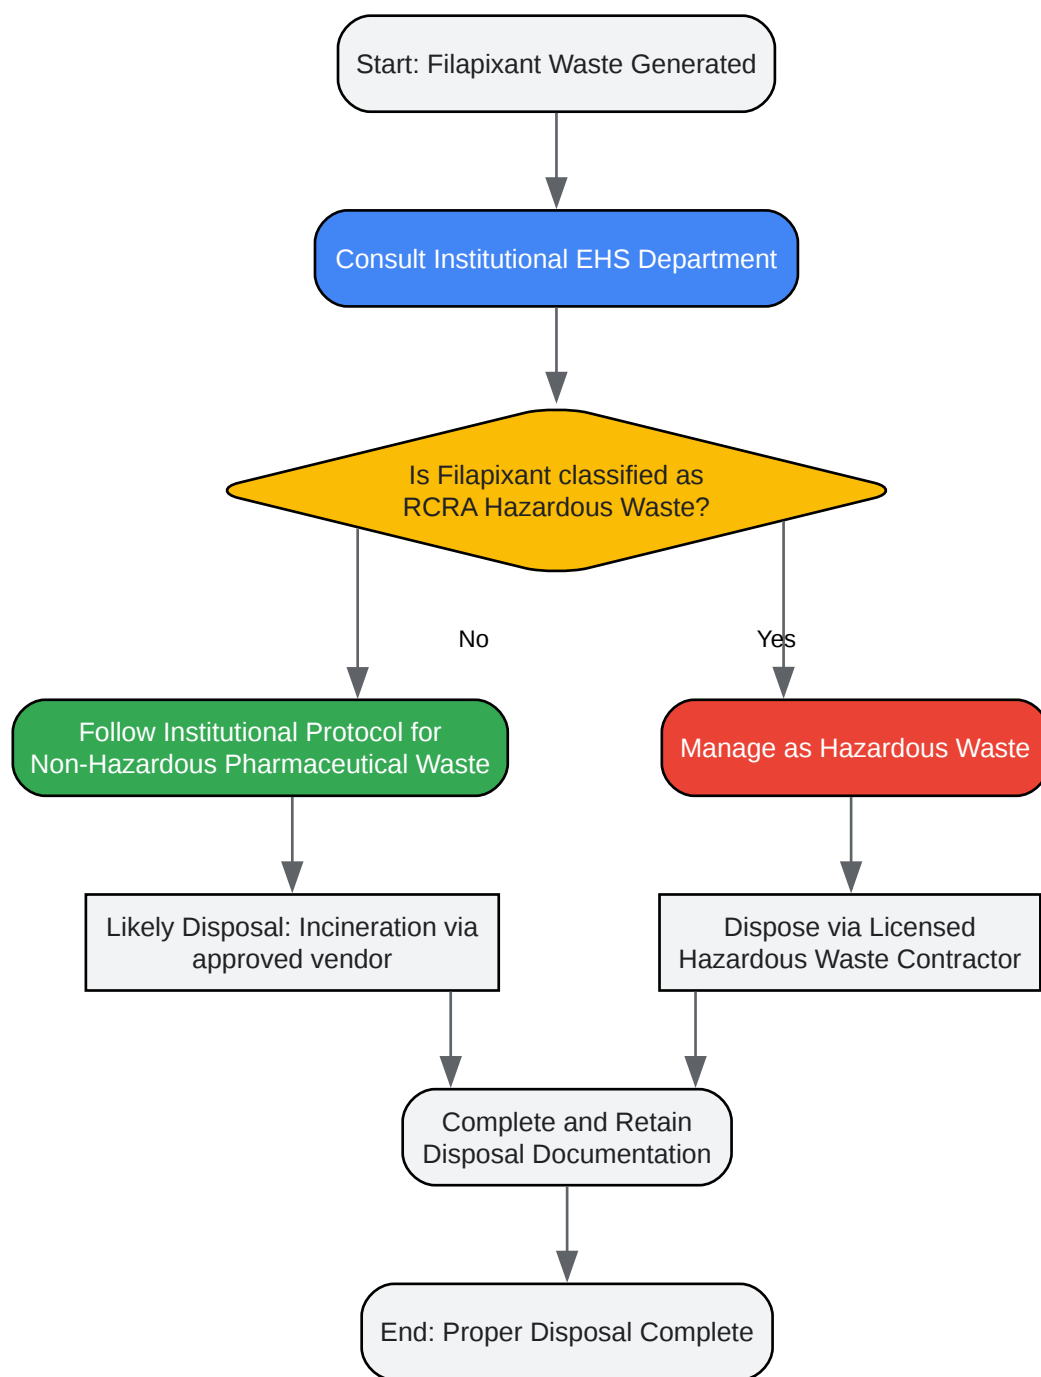 Start: Filapixant Waste Generated
Consult Institutional EHS Department
Is Filapixant classified as
RCRA Hazardous Waste?
No
Yes
Follow Institutional Protocol for
Non-Hazardous Pharmaceutical Waste
Manage as Hazardous Waste
Likely Disposal: Incineration via
approved vendor
Dispose via Licensed
Hazardous Waste Contractor
Complete and Retain
Disposal Documentation
End: Proper Disposal Complete